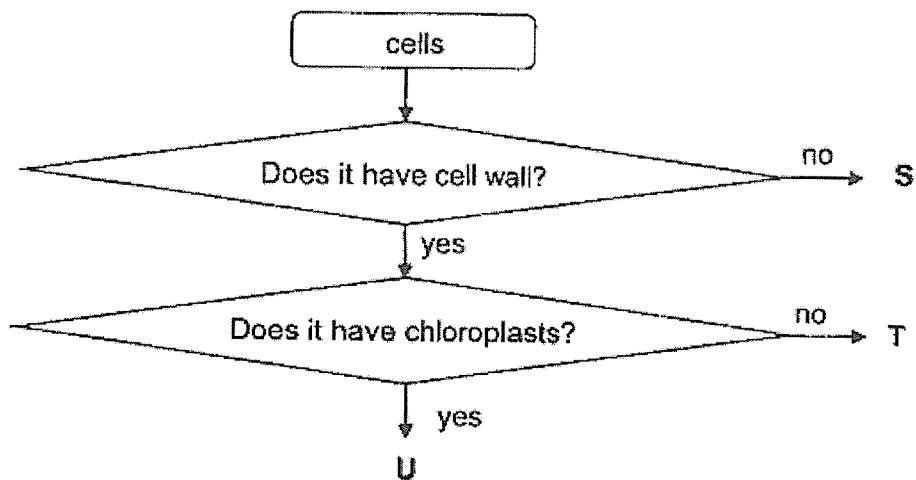 cells
Does it have cell wall?
no
S
yes
Does it have chloroplasts?
no
T
yes
U